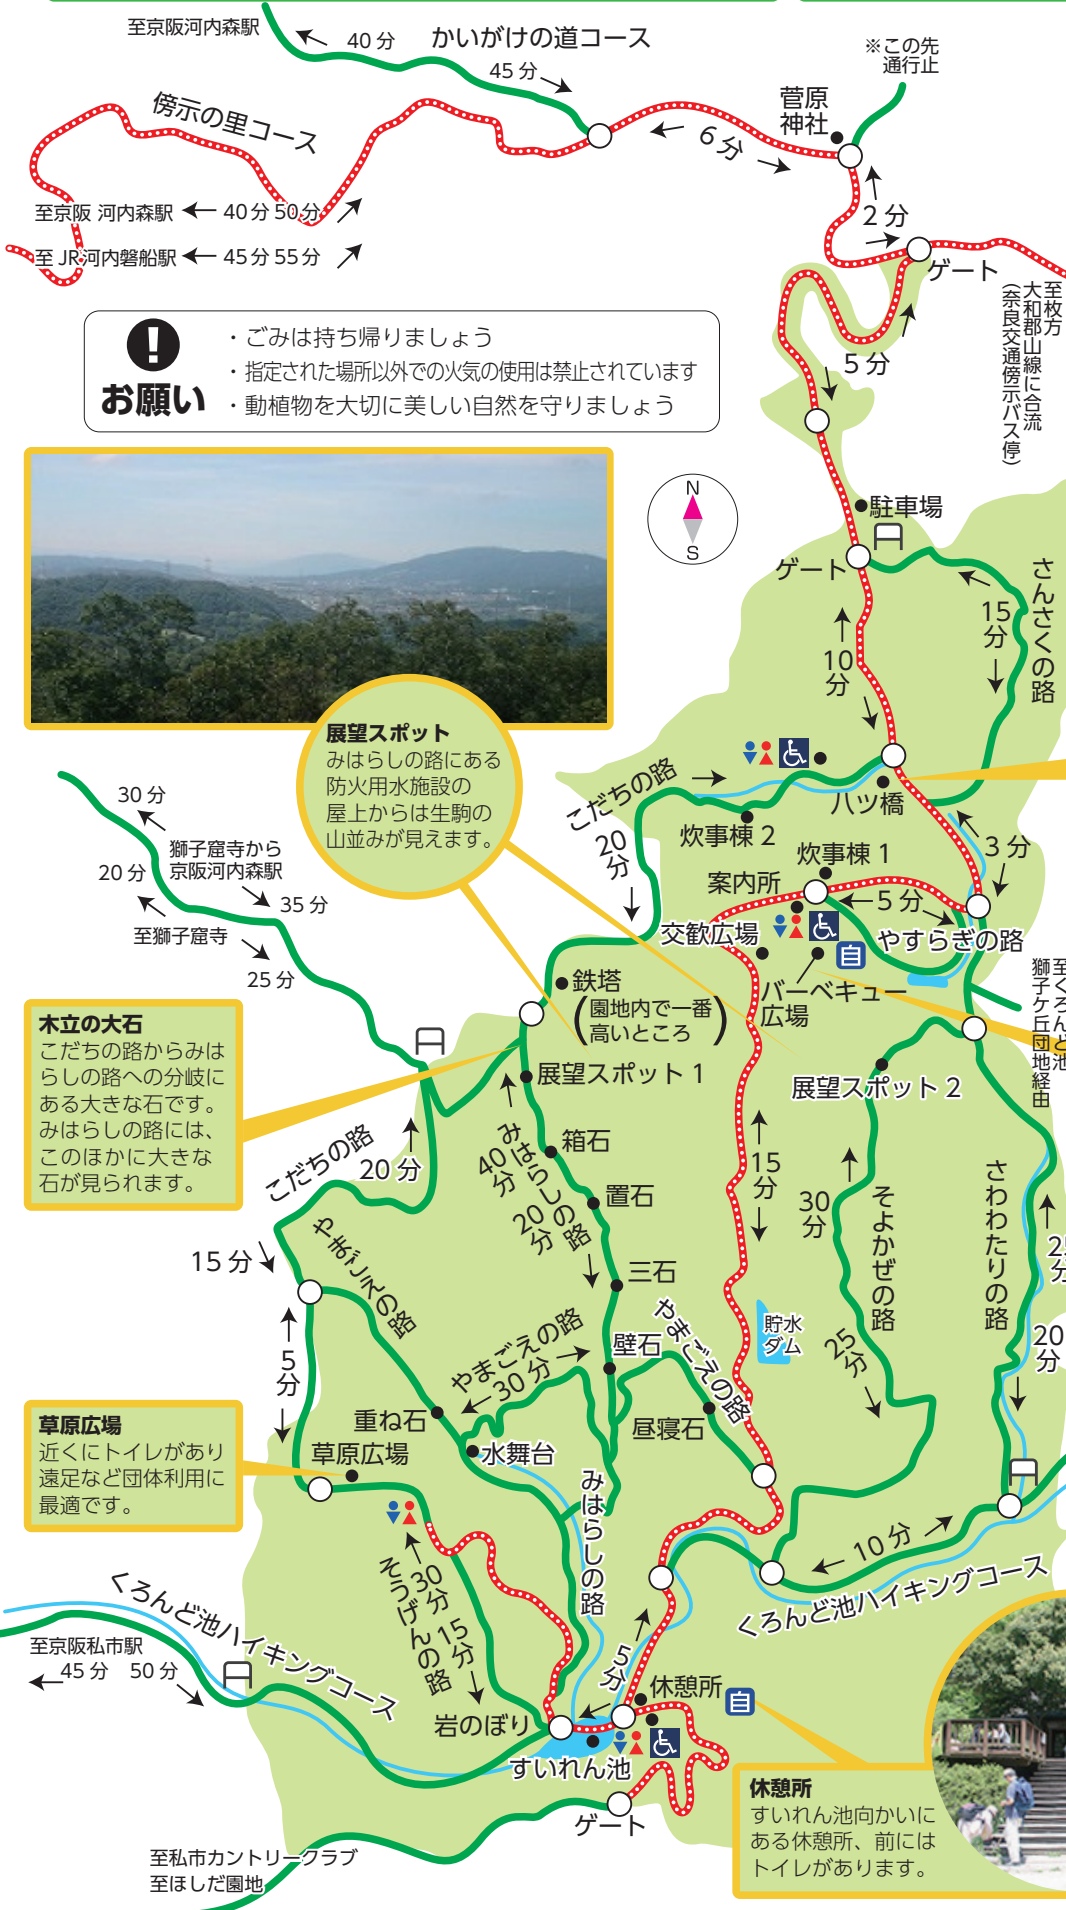 至京阪河内森駅
40分
かいがけの道コース
45分
※この先
通行止
菅原
神社
傍示の里コース
6分
2分
至京阪 河内森駅
40分
50分
至JR河内磐船駅
45分
55分
ゲート
至枚方
大和郡山線に合流
(奈良交通傍示バス停)
5分
!
お願い
・ごみは持ち帰りましょう
・指定された場所以外での火気の使用は禁止されています
・動植物を大切に美しい自然を守りましょう
N
S
駐車場
ゲート
さんさくの路
15分
10分
展望スポット
みはらしの路にある
防火用水施設の
屋上からは生駒の
山並みが見えます。
こだちの路
20分
八ツ橋
炊事棟2
炊事棟1
3分
案内所
5分
交歓広場
自
やすらぎの路
バーベキュー
広場
30分
獅子窟寺から
京阪河内森駅
20分
35分
至獅子窟寺
25分
鉄塔
(園地内で一番
高いところ)
至くろんど池
獅子ケ丘団地経由
木立の大石
こだちの路からみは
らしの路への分岐に
ある大きな石です。
みはらしの路には、
このほかに大きな
石が見られます。
展望スポット1
展望スポット2
こだちの路
20分
箱石
みはらしの路
40分
20分
置石
15分
30分
そよかぜの路
さわわたりの路
25分
15分
やまごえの路
三石
貯水
ダム
やまごえの路
やまごえの路
30分
壁石
25分
20分
5分
重ね石
昼寝石
草原広場
近くにトイレがあり
遠足など団体利用に
最適です。
草原広場
水舞台
みはらしの路
10分
くろんど池ハイキングコース
30分
そうげんの路
15分
くろんど池ハイキングコース
至京阪私市駅
45分
50分
5分
休憩所
自
岩のぼり
すいれん池
ゲート
休憩所
すいれん池向かいに
ある休憩所、前には
トイレがあります。
至私市カントリークラブ
至ほしだ園地